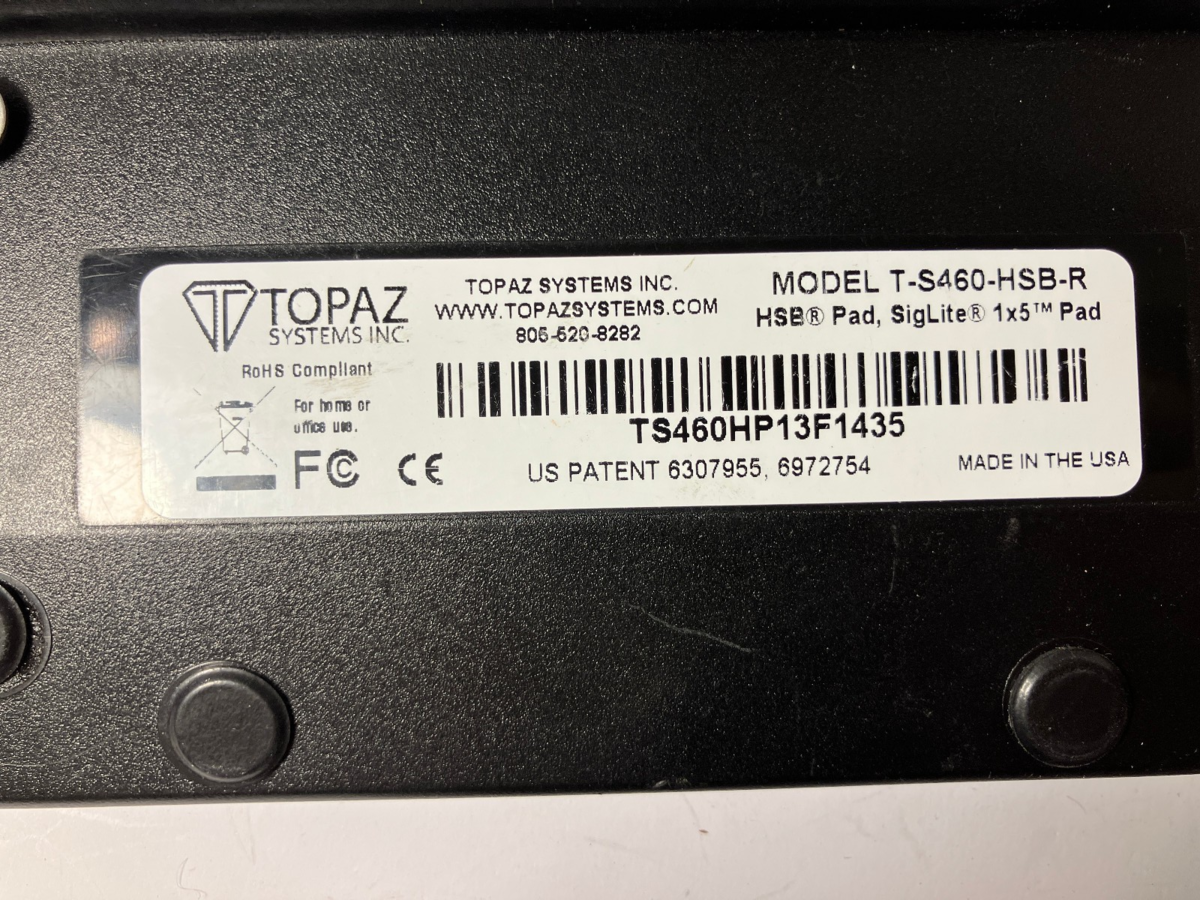 TOPAZ
SYSTEMS INC.
TOPAZ SYSTEMS INC.
WWW.TOPAZSYSTEMS.COM
805-520-8282
MODEL T-S460-HSB-R
HSB® Pad, SigLite® 1x5™ Pad
RoHS Compliant
For home or
office use.
FC CE
TS460HP13F1435
US PATENT 6307955, 6972754
MADE IN THE USA